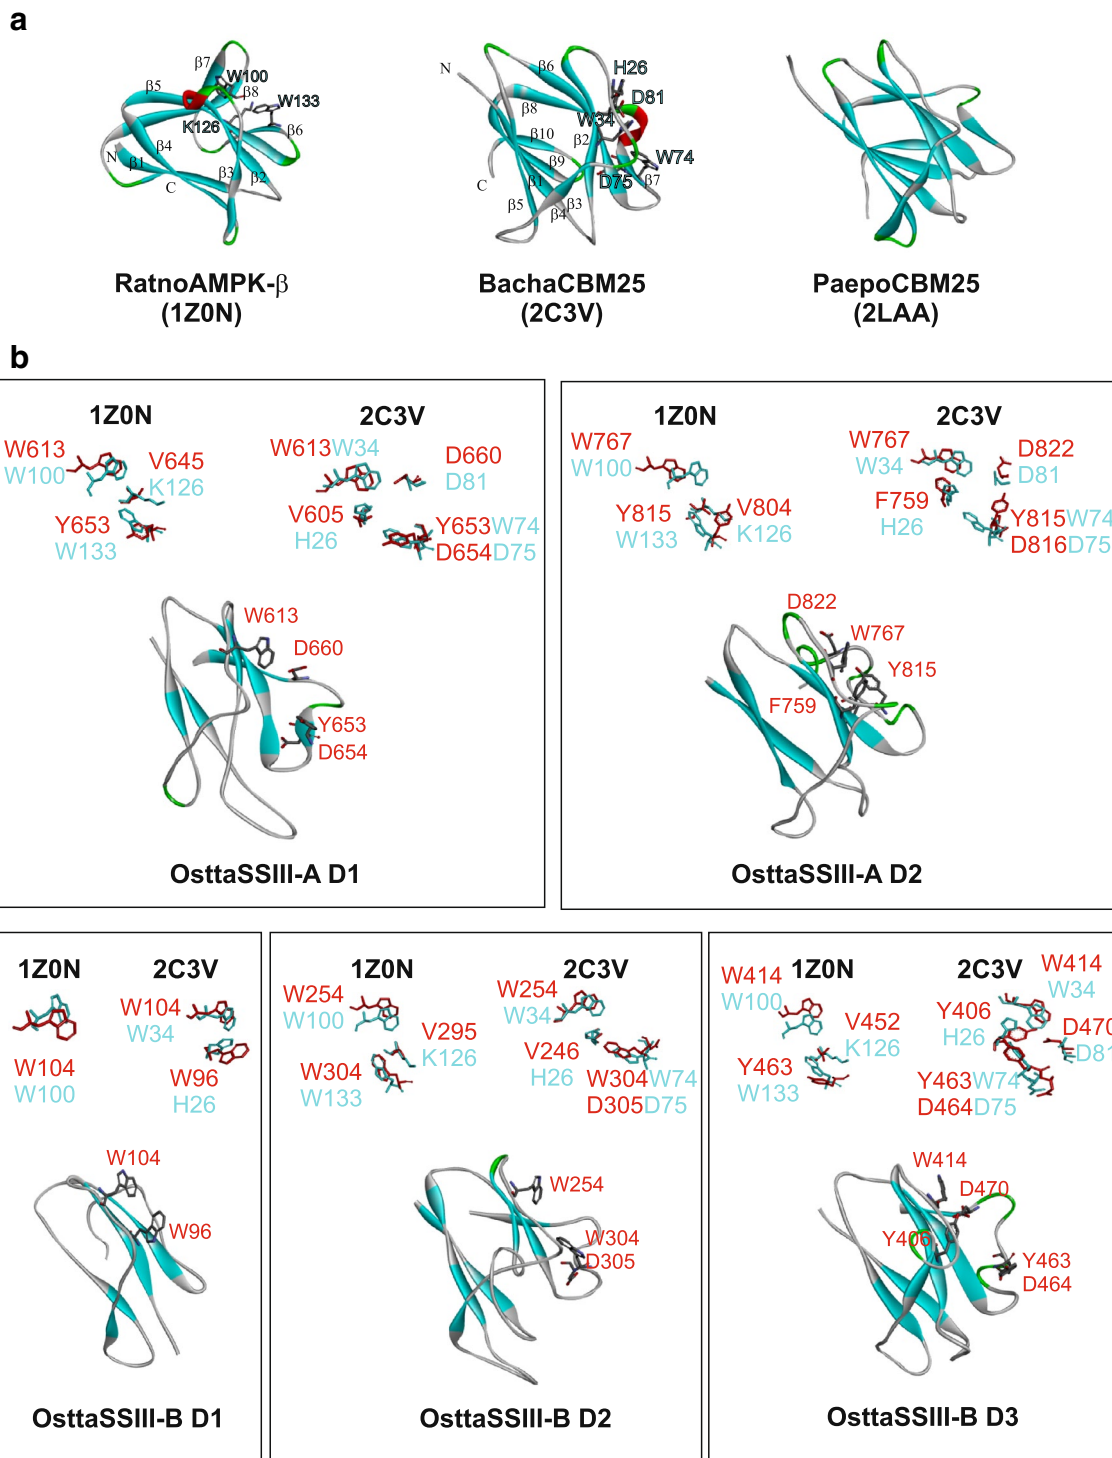 a
β7
W100
β8
β5
W133
K126
β6
β4
N
β1
β3
β2
C
RatnoAMPK-β
(1Z0N)
N
β6
H26
D81
β8
W34
β10
β2
W74
β9
D75
β7
C
β1
β5
β3
β4
BachaCBM25
(2C3V)
PaepoCBM25
(2LAA)
b
1Z0N
W613
W100
V645
K126
Y653
W133
2C3V
W613W34
D660
D81
V605
H26
Y653W74
D654D75
W613
D660
Y653
D654
OsttaSSIII-A D1
1Z0N
W767
W100
Y815
W133
V804
K126
2C3V
W767
W34
D822
D81
F759
H26
Y815W74
D816D75
D822
W767
Y815
F759
OsttaSSIII-A D2
1Z0N
W104
W100
2C3V
W104
W34
W96
H26
W104
W96
OsttaSSIII-B D1
1Z0N
W254
W100
V295
K126
W304
W133
2C3V
W254
W34
V246
H26
W304W74
D305D75
W254
W304
D305
OsttaSSIII-B D2
1Z0N
W414
W100
V452
K126
Y463
W133
2C3V
W414
W34
Y406
H26
D470
D81
Y463W74
D464D75
W414
D470
Y406
Y463
D464
OsttaSSIII-B D3